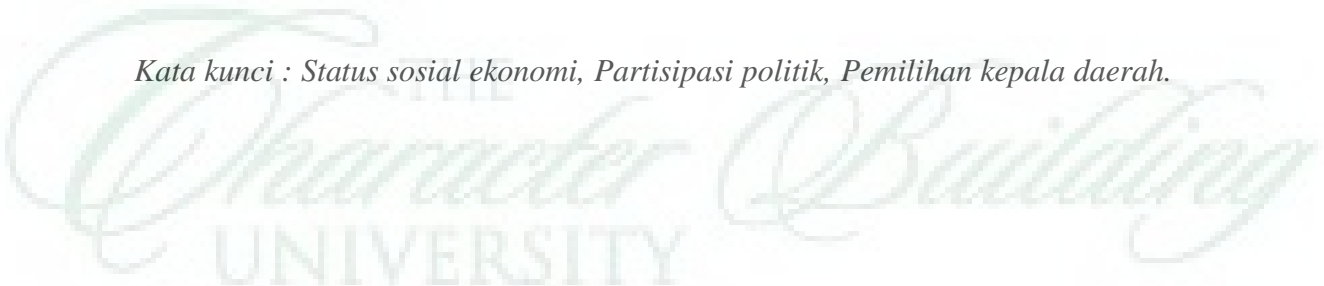 Kata kunci : Status sosial ekonomi, Partisipasi politik, Pemilihan kepala daerah.
THE
Character Building
UNIVERSITY